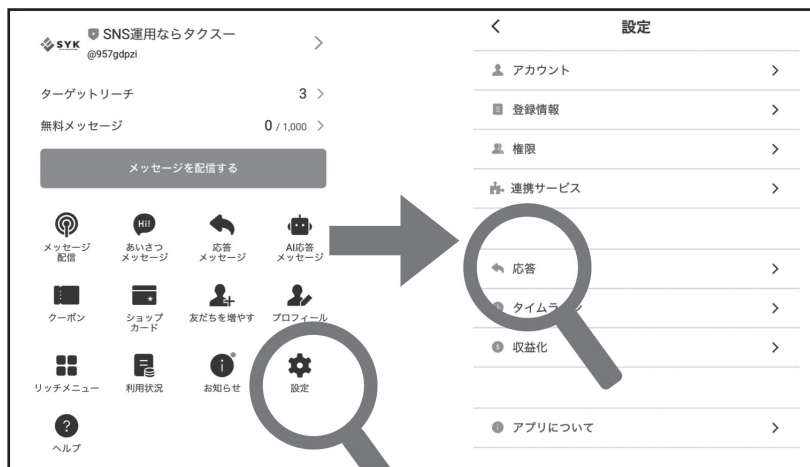 SYK
SNS運用ならタクスー
@957gdpzi
ターゲットリーチ 3
無料メッセージ 0 / 1,000
メッセージを配信する
メッセージ
配信
Hi!
あいさつ
メッセージ
応答
メッセージ
AI応答
メッセージ
クーポン
ショップ
カード
友だちを増やす
プロフィール
リッチメニュー
利用状況
お知らせ
設定
ヘルプ
設定
アカウント
登録情報
権限
連携サービス
応答
タイムライン
収益化
アプリについて